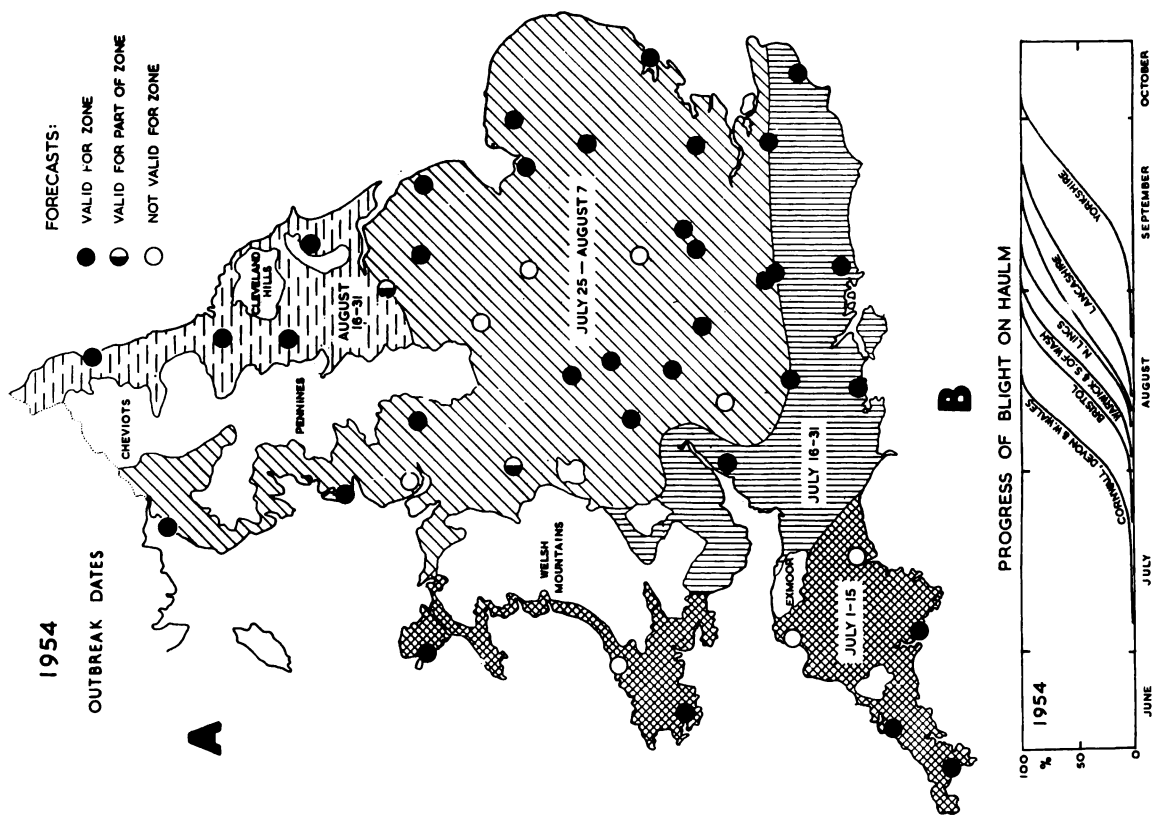 1954
OUTBREAK DATES
A
FORECASTS:
VALID FOR ZONE
VALID FOR PART OF ZONE
NOT VALID FOR ZONE
CHEVIOTS
PENNINES
CLEVELAND
HILLS
AUGUST
16-31
WELSH
MOUNTAINS
JULY 25 — AUGUST 7
EXMOOR
JULY 16-31
JULY 1-15
B
PROGRESS OF BLIGHT ON HAULM
1954
100
%
50
0
CORNWALL, DEVON & W. WALES
BRISTOL
WARWICK & S. OF WASH
N. LINCS
LANCASHIRE
YORKSHIRE
JUNE
JULY
AUGUST
SEPTEMBER
OCTOBER